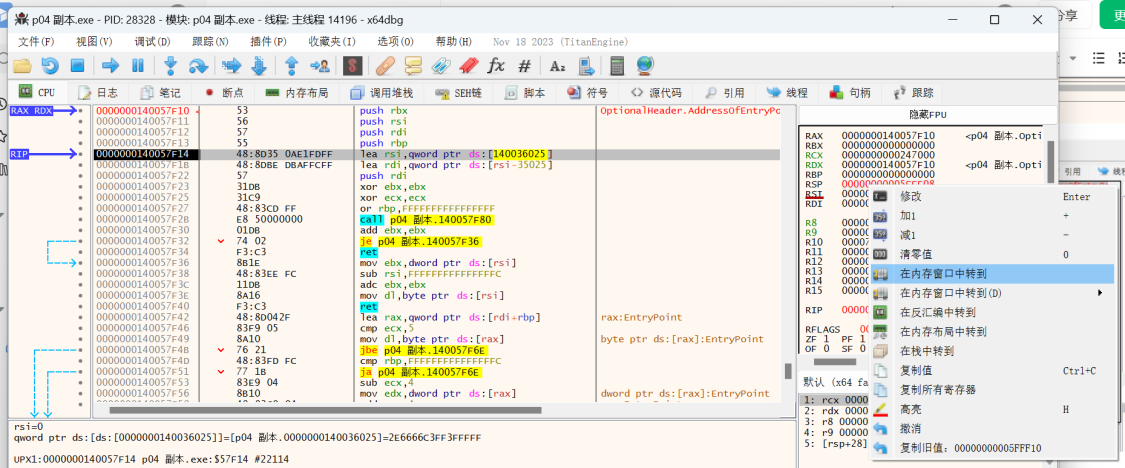 p04 副本.exe - PID: 28328 - 模块: p04 副本.exe - 线程: 主线程 14196 - x64dbg
文件(F) 视图(V) 调试(D) 跟踪(N) 插件(P) 收藏夹(I) 选项(O) 帮助(H) Nov 18 2023 (TitanEngine)
CPU 日志 笔记 断点 内存布局 调用堆栈 SEH链 脚本 符号 源代码 引用 线程 句柄 跟踪
RAX RDX 0000000140057F10 53 push rbx OptionalHeader.AddressOfEntryPo
0000000140057F11 56 push rsi
0000000140057F12 57 push rdi
0000000140057F13 55 push rbp
RIP 0000000140057F14 48:8D35 0AE1FDFF lea rsi,qword ptr ds:[140036025]
0000000140057F1B 48:8DBE DBAFFCFF lea rdi,qword ptr ds:[rsi-35025]
0000000140057F22 57 push rdi
0000000140057F23 31DB xor ebx,ebx
0000000140057F25 31C9 xor ecx,ecx
0000000140057F27 48:83CD FF or rbp,FFFFFFFFFFFFFFFF
0000000140057F2B E8 50000000 call p04 副本.140057F80
0000000140057F30 01DB add ebx,ebx
0000000140057F32 74 02 je p04 副本.140057F36
0000000140057F34 F3:C3 ret
0000000140057F36 8B1E mov ebx,dword ptr ds:[rsi]
0000000140057F38 48:83EE FC sub rsi,FFFFFFFFFFFFFFFC
0000000140057F3C 11DB adc ebx,ebx
0000000140057F3E 8A16 mov dl,byte ptr ds:[rsi]
0000000140057F40 F3:C3 ret
0000000140057F42 48:8D042F lea rax,qword ptr ds:[rdi+rbp] rax:EntryPoint
0000000140057F46 83F9 05 cmp ecx,5
0000000140057F49 8A10 mov dl,byte ptr ds:[rax] byte ptr ds:[rax]:EntryPoint
0000000140057F4B 76 21 jbe p04 副本.140057F6E
0000000140057F4D 48:83FD FC cmp rbp,FFFFFFFFFFFFFFFC
0000000140057F51 77 1B ja p04 副本.140057F6E
0000000140057F53 83E9 04 sub ecx,4
0000000140057F56 8B10 mov edx,dword ptr ds:[rax] dword ptr ds:[rax]:EntryPoint
rsi=0
qword ptr ds:[ds:[0000000140036025]]=[p04 副本.0000000140036025]=2E6666C3FF3FFFFF
UPX1:0000000140057F14 p04 副本.exe:$57F14 #22114
隐藏FPU
RAX 0000000140057F10 <p04 副本.Opti
RBX 0000000000000000
RCX 0000000000247000
RDX 0000000140057F10 <p04 副本.Opti
RBP 0000000000000000
RSP 00000000005FFF08
RSI 00000
RDI 00000
R8 00000
R9 00000
R10 0000
R11 00000
R12 00000
R13 00000
R14 00000
R15 00000
RIP 00000
RFLAGS 00
ZF 1 PF 1
OF 0 SF 0
默认 (x64 fa
1: rcx 0000
2: rdx 0000
3: r8 0000
4: r9 0000
5: [rsp+28]
修改 Enter
加1 +
减1 -
清零值 0
在内存窗口中转到
在内存窗口中转到(D)
在反汇编中转到
在内存布局中转到
在栈中转到
复制值 Ctrl+C
复制所有寄存器
高亮 H
撤消
复制旧值: 00000000005FFF10
分享
更
引用